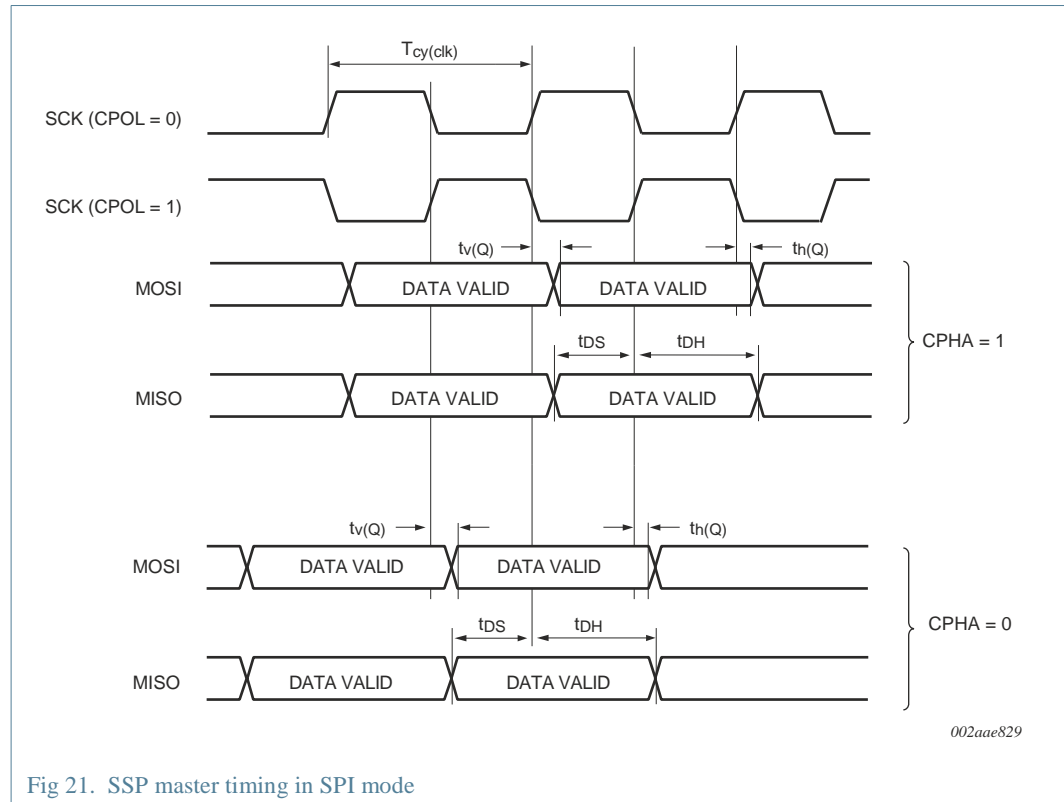 Tcy(clk)
SCK (CPOL = 0)
SCK (CPOL = 1)
tv(Q)
th(Q)
MOSI
DATA VALID
DATA VALID
tDS
tDH
CPHA = 1
MISO
DATA VALID
DATA VALID
tv(Q)
th(Q)
MOSI
DATA VALID
DATA VALID
tDS
tDH
CPHA = 0
MISO
DATA VALID
DATA VALID
002aae829
Fig 21. SSP master timing in SPI mode